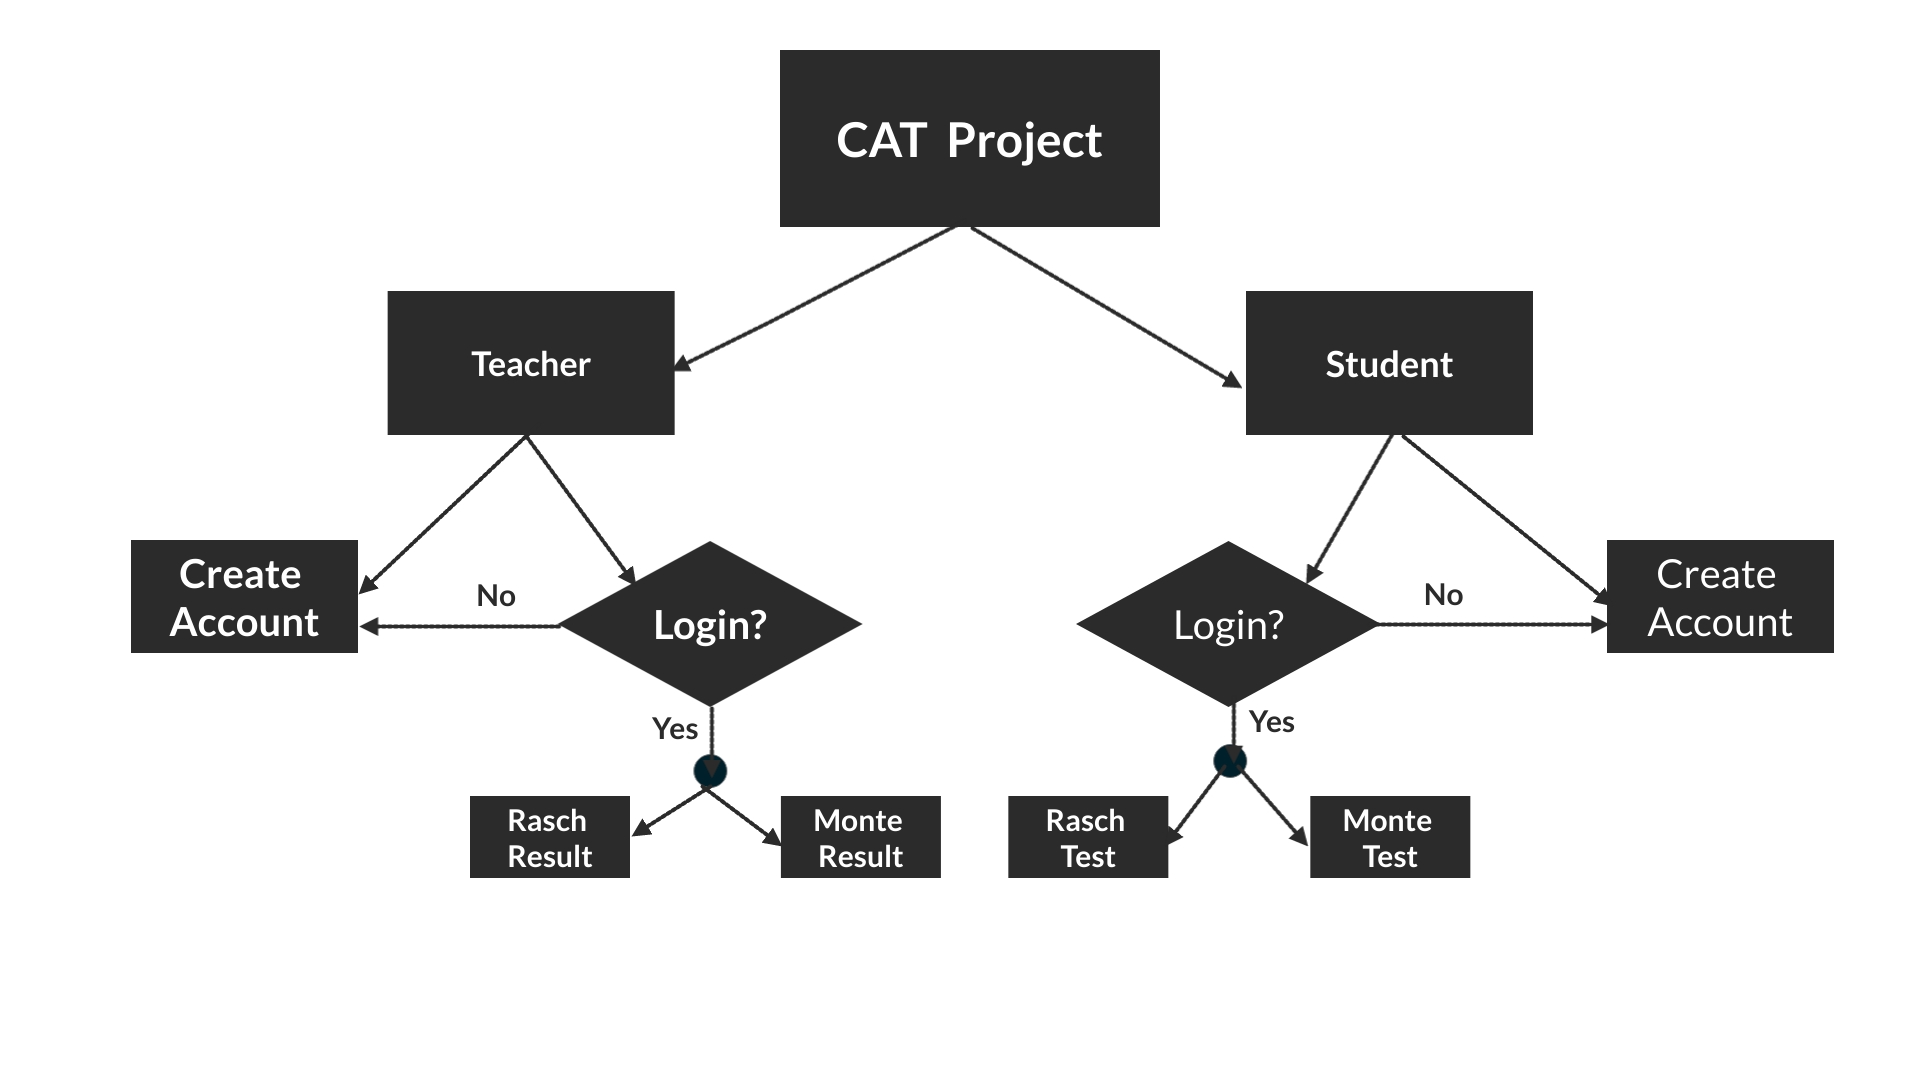 CAT Project
Teacher
Student
Create
Account
No
Login?
Login?
No
Create
Account
Yes
Yes
Rasch
Result
Monte
Result
Rasch
Test
Monte
Test